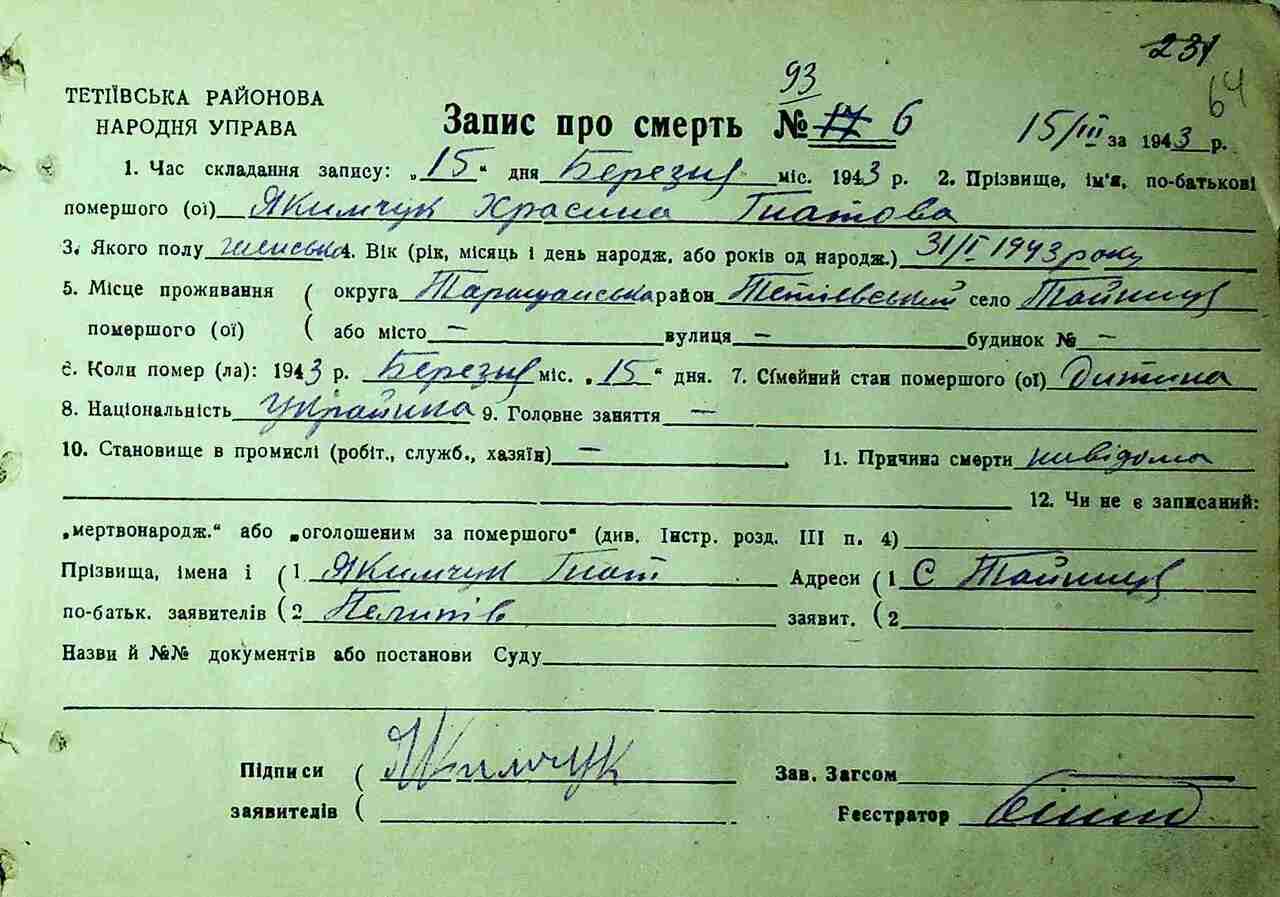 231
64
93
ТЕТІЇВСЬКА РАЙОНОВА
НАРОДНЯ УПРАВА
Запис про смерть № 17 6 15/III за 1943 р.
1. Час складання запису: „15“ дня Березня міс. 1943 р. 2. Прізвище, ім'я, по-батькові
померш­ого (ої) Якимчук Храсина Гнатова
3. Якого полу жінська 4. Вік (рік, місяць і день народж. або років од народж.) 31/I 1943 року
5. Місце проживання ( округа Таращанська район Тетіевський село Тайниця
помершого (ої) ( або місто — вулиця — будинок № —
6. Коли помер (ла): 1943 р. Березня міс. „15“ дня. 7. Сімейний стан помершого (ої) Дитина
8. Національність Українка 9. Головне заняття —
10. Становище в промислі (робіт., служб., хазяїн) — 11. Причина смерти невідома
12. Чи не є записаний:
„мертвонародж.“ або „оголошеним за помершого“ (див. Інстр. розд. III п. 4)
Прізвища, імена і (1 Якимчук Гнат Адреси (1 С Тайниця
по-батьк. заявителів (2 Пилипів заявит. (2
Назви й №№ документів або постанови Суду
Підписи ( Якимчук Зав. Загсом
заявителів ( Реєстратор